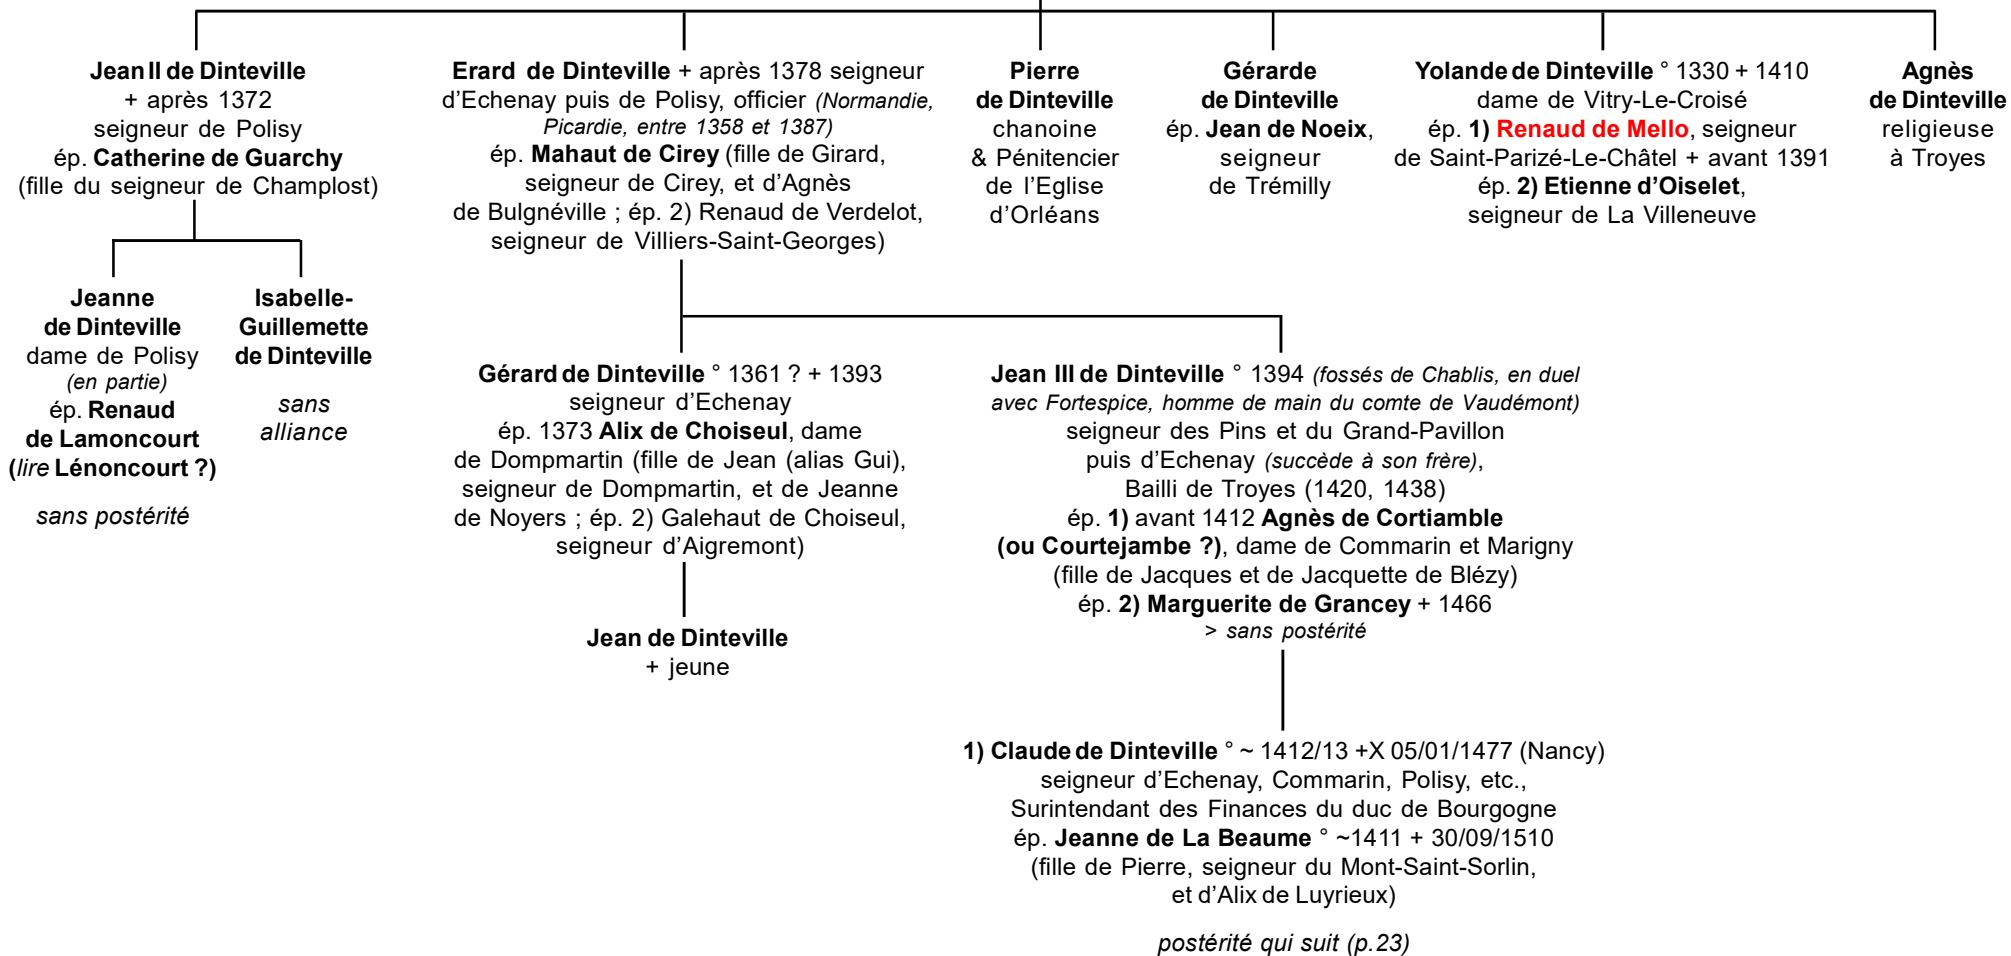 Jean II de Dinteville
+ après 1372
seigneur de Polisy
ép. Catherine de Guarchy
(fille du seigneur de Champlost)
Erard de Dinteville + après 1378 seigneur
d'Echenay puis de Polisy, officier (Normandie,
Picardie, entre 1358 et 1387)
ép. Mahaut de Cirey (fille de Girard,
seigneur de Cirey, et d'Agnès
de Bulgnéville ; ép. 2) Renaud de Verdelot,
seigneur de Villiers-Saint-Georges)
Pierre
de Dinteville
chanoine
& Pénitencier
de l'Eglise
d'Orléans
Gérarde
de Dinteville
ép. Jean de Noeix,
seigneur
de Trémilly
Yolande de Dinteville ° 1330 + 1410
dame de Vitry-Le-Croisé
ép. 1) Renaud de Mello, seigneur
de Saint-Parizé-Le-Châtel + avant 1391
ép. 2) Etienne d'Oiselet,
seigneur de La Villeneuve
Agnès
de Dinteville
religieuse
à Troyes
Jeanne
de Dinteville
dame de Polisy
(en partie)
ép. Renaud
de Lamoncourt
(lire Lénoncourt ?)
sans postérité
Isabelle-
Guillemette
de Dinteville
sans
alliance
Gérard de Dinteville ° 1361 ? + 1393
seigneur d'Echenay
ép. 1373 Alix de Choiseul, dame
de Dompmartin (fille de Jean (alias Gui),
seigneur de Dompmartin, et de Jeanne
de Noyers ; ép. 2) Galehaut de Choiseul,
seigneur d'Aigremont)
Jean III de Dinteville ° 1394 (fossés de Chablis, en duel
avec Fortespice, homme de main du comte de Vaudémont)
seigneur des Pins et du Grand-Pavillon
puis d'Echenay (succède à son frère),
Bailli de Troyes (1420, 1438)
ép. 1) avant 1412 Agnès de Cortiamble
(ou Courtejambe ?), dame de Commarin et Marigny
(fille de Jacques et de Jacquette de Blézy)
ép. 2) Marguerite de Grancey + 1466
> sans postérité
Jean de Dinteville
+ jeune
1) Claude de Dinteville ° ~ 1412/13 +X 05/01/1477 (Nancy)
seigneur d'Echenay, Commarin, Polisy, etc.,
Surintendant des Finances du duc de Bourgogne
ép. Jeanne de La Beaume ° ~1411 + 30/09/1510
(fille de Pierre, seigneur du Mont-Saint-Sorlin,
et d'Alix de Luyrieux)
postérité qui suit (p.23)